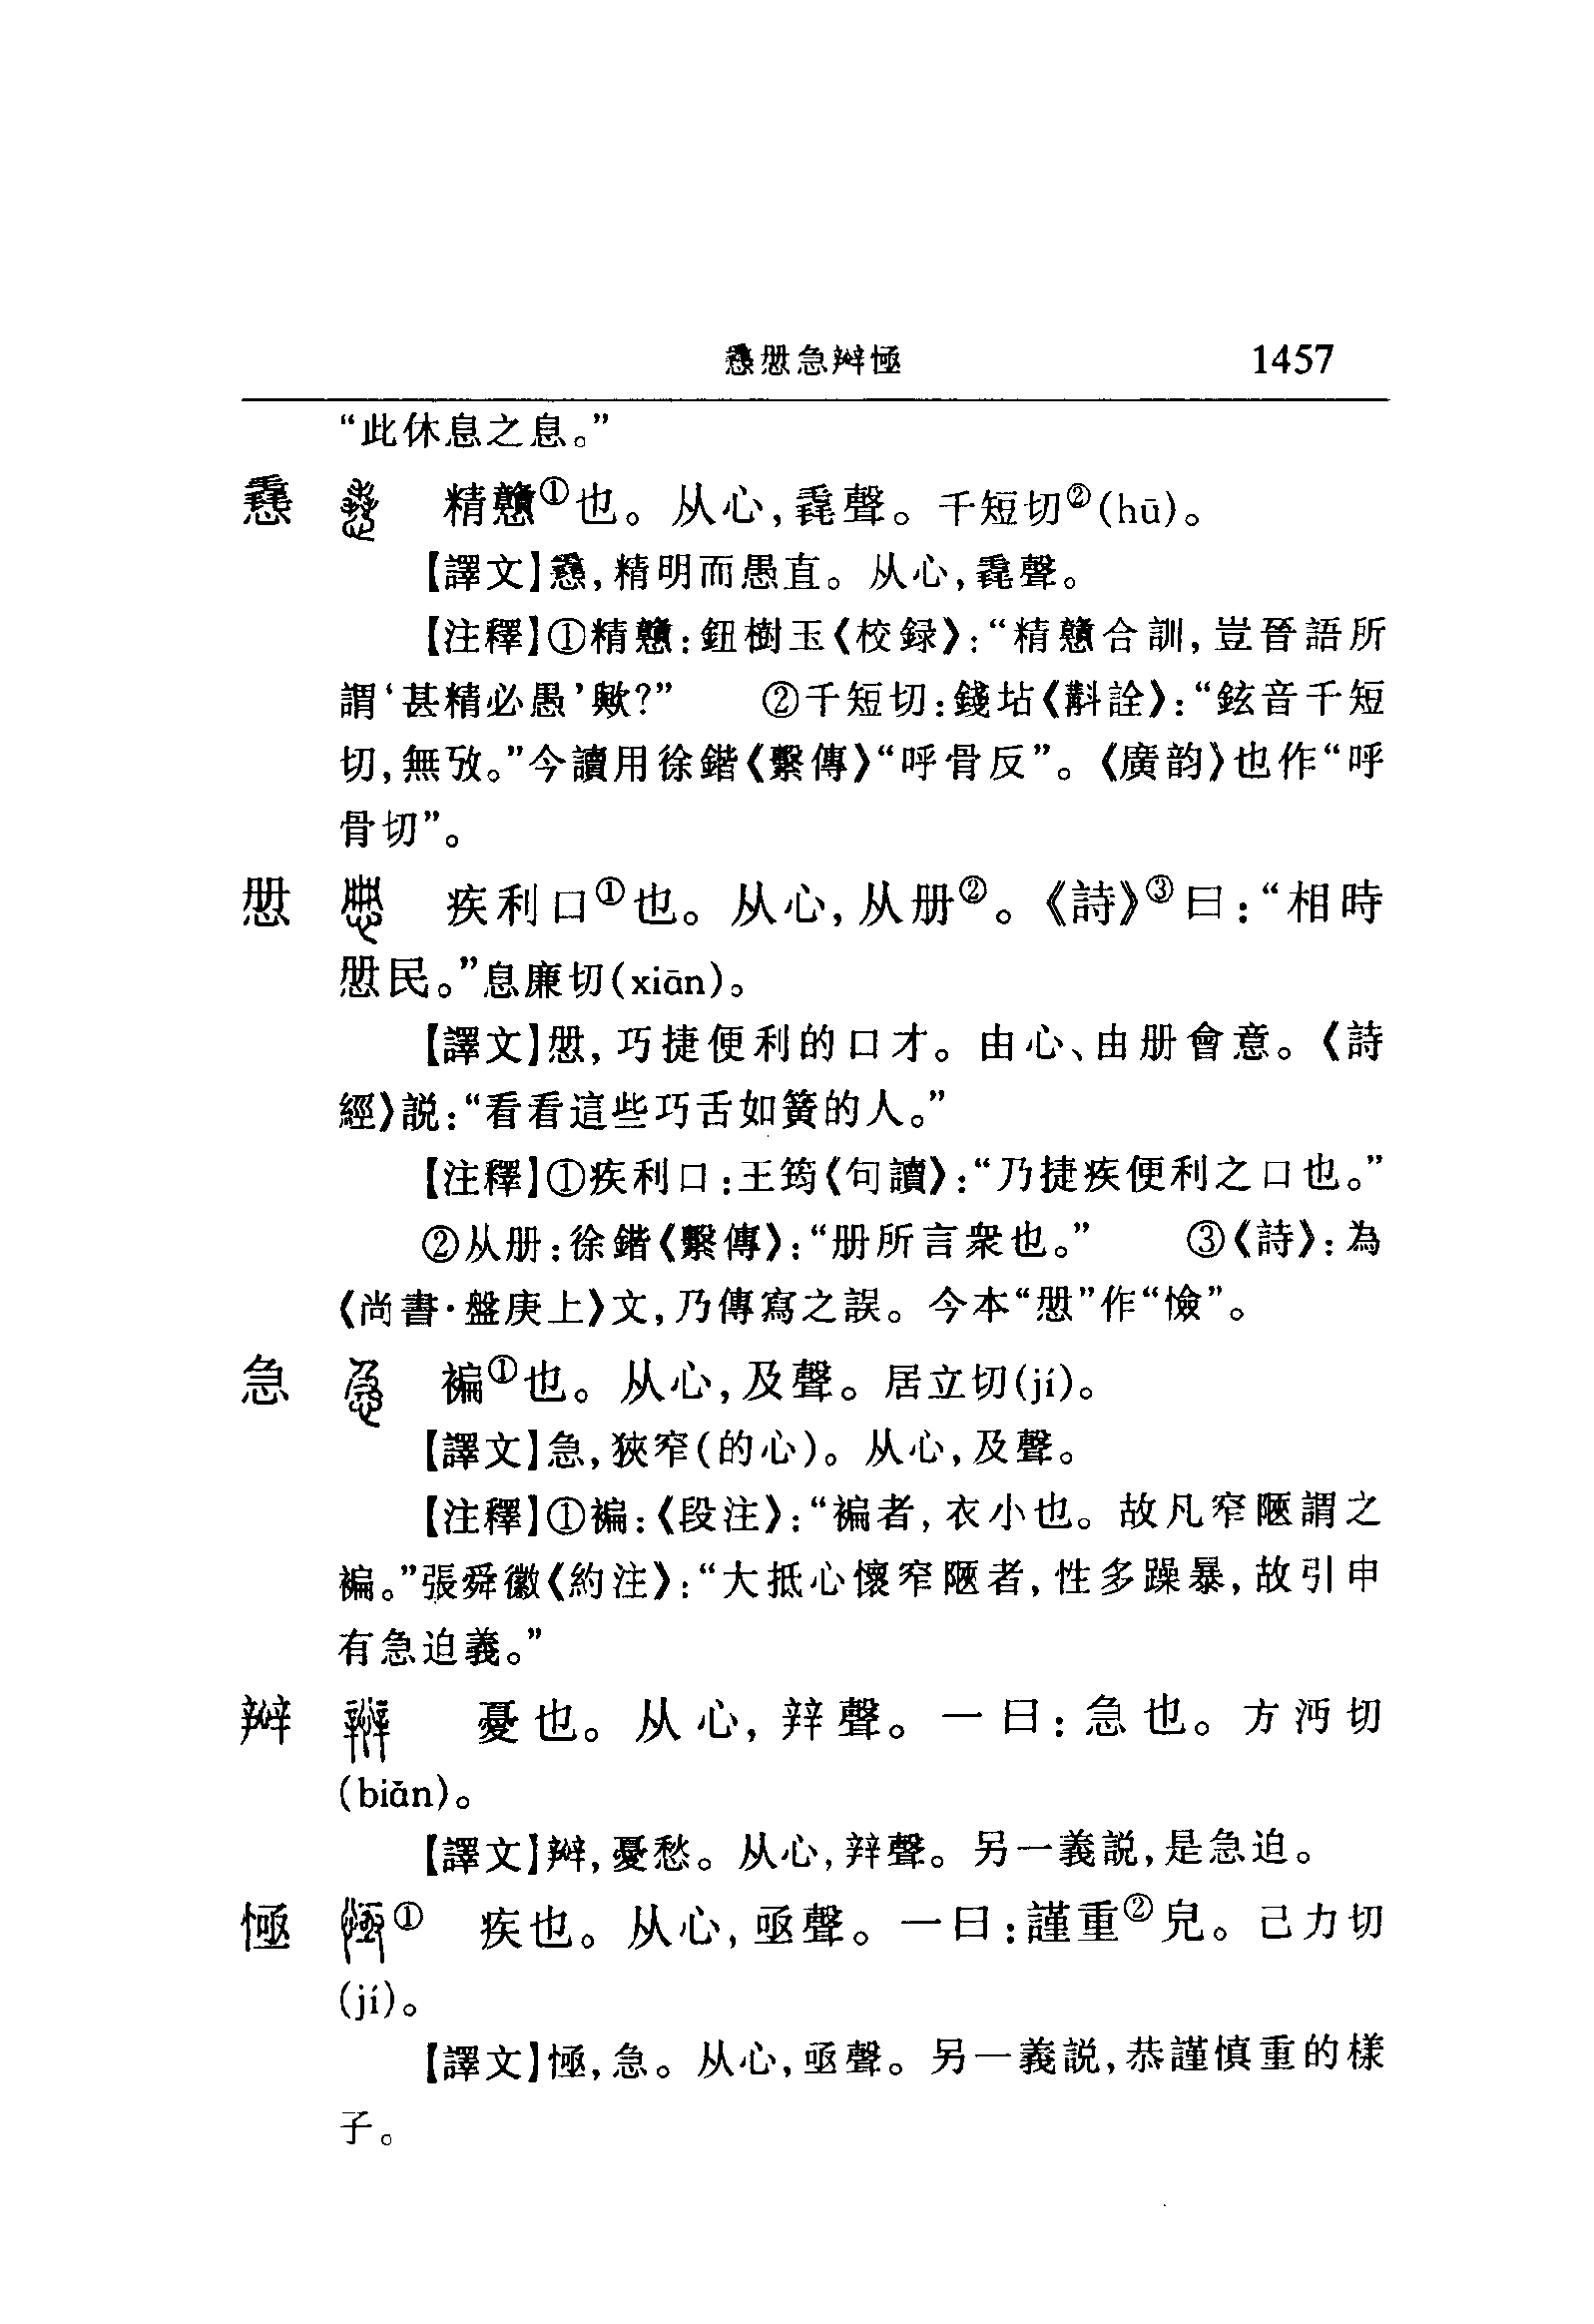 㥶思急辬㥛 1457
“此休息之息。”
㥶 精戇①也。从心,毳聲。千短切②(hū)。
【譯文】㥶,精明而愚直。从心,毳聲。
【注釋】①精戇:鈕樹玉《校録》:“精戇合訓,豈晉語所
謂‘甚精必愚’歟?” ②千短切:錢坫《斠詮》:“鉉音千短
切,無攷。”今讀用徐鍇《繫傳》“呼骨反”。《廣韵》也作“呼
骨切”。
𢘍 疾利口①也。从心,从册②。《詩》③曰:“相時
𢘍民。”息廉切(xiān)。
【譯文】𢘍,巧捷便利的口才。由心、由册會意。《詩
經》説:“看看這些巧舌如簧的人。”
【注釋】①疾利口:王筠《句讀》:“乃捷疾便利之口也。”
②从册:徐鍇《繫傳》:“册所言衆也。” ③《詩》:為
《尚書·盤庚上》文,乃傳寫之誤。今本“𢘍”作“憸”。
急 褊①也。从心,及聲。居立切(jí)。
【譯文】急,狹窄(的心)。从心,及聲。
【注釋】①褊:《段注》:“褊者,衣小也。故凡窄陿謂之
褊。”張舜徽《約注》:“大抵心懷窄陿者,性多躁暴,故引申
有急迫義。”
辧 憂也。从心,辡聲。一曰:急也。方沔切
(biǎn)。
【譯文】辧,憂愁。从心,辡聲。另一義説,是急迫。
㥛 ① 疾也。从心,亟聲。一曰:謹重②皃。己力切
(jí)。
【譯文】㥛,急。从心,亟聲。另一義説,恭謹慎重的樣
子。